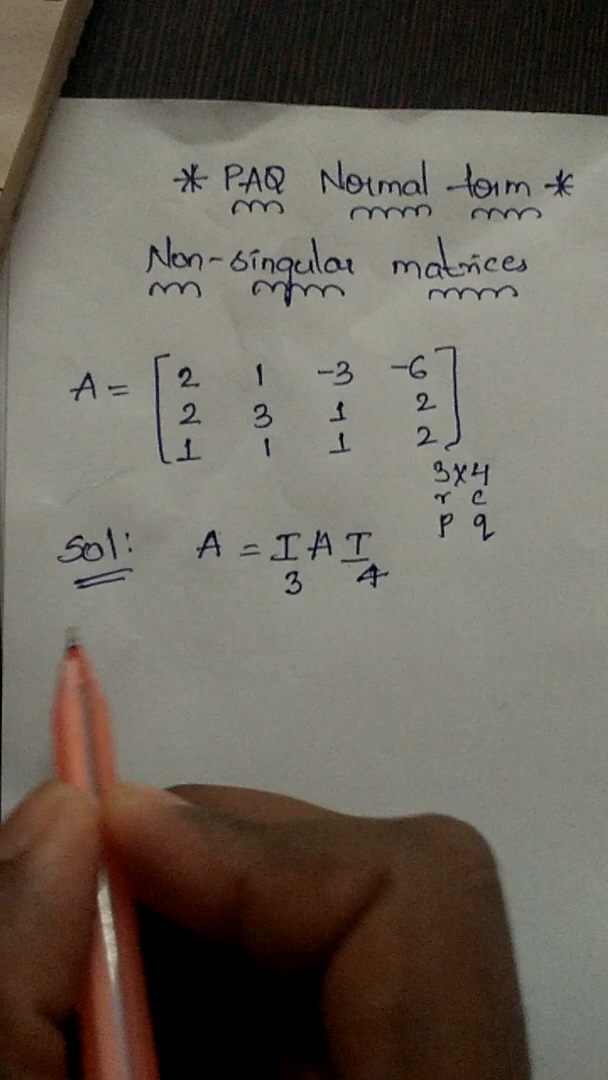 * PAQ Normal form *
Non-singular matrices
A = [ 2 1 -3 -6
2 3 1 2
1 1 1 2 ]
3x4
r c
P q
Sol: A = I A I
3 4